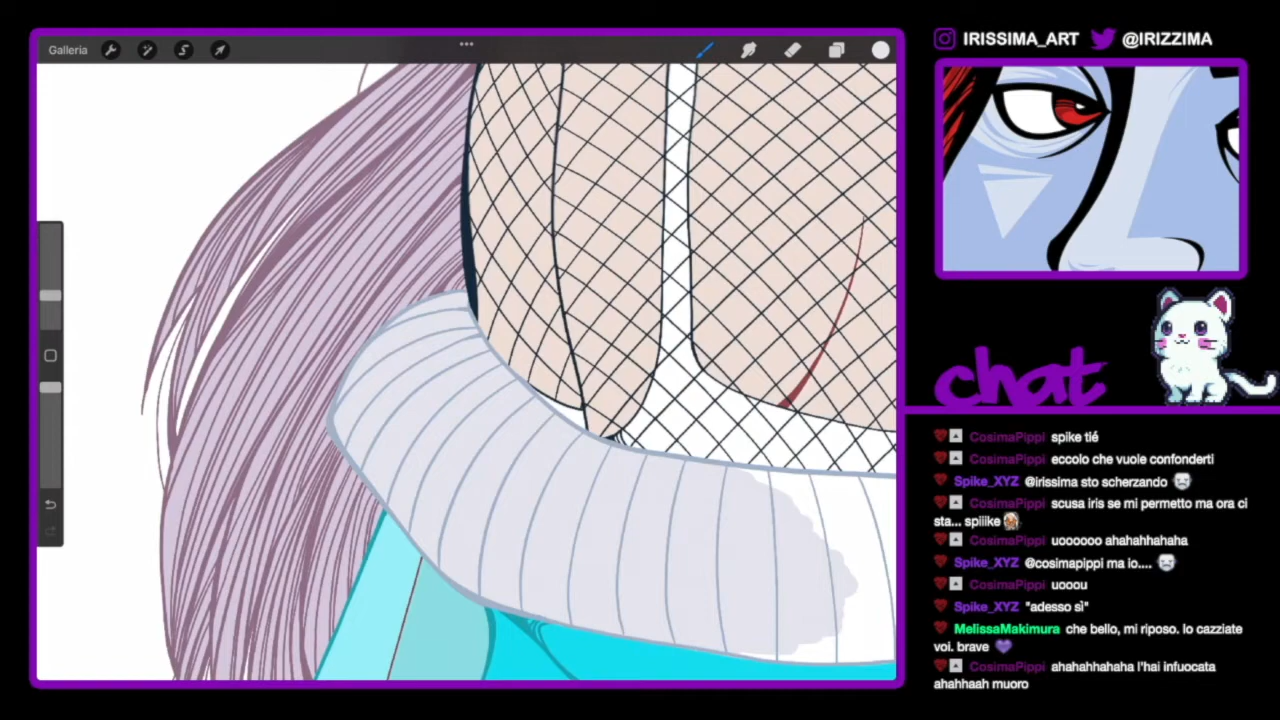 Galleria
IRISSIMA_ART @IRIZZIMA
chat
CosimaPippi spike tié
CosimaPippi eccolo che vuole confonderti
Spike_XYZ @irissima sto scherzando
CosimaPippi scusa iris se mi permetto ma ora ci
sta... spiiike
CosimaPippi uoooooo ahahahhahaha
Spike_XYZ @cosimapippi ma io....
CosimaPippi uooou
Spike_XYZ "adesso sì"
MelissaMakimura che bello, mi riposo. lo cazziate
voi. brave
CosimaPippi ahahahhahaha l'hai infuocata
ahahhaah muoro